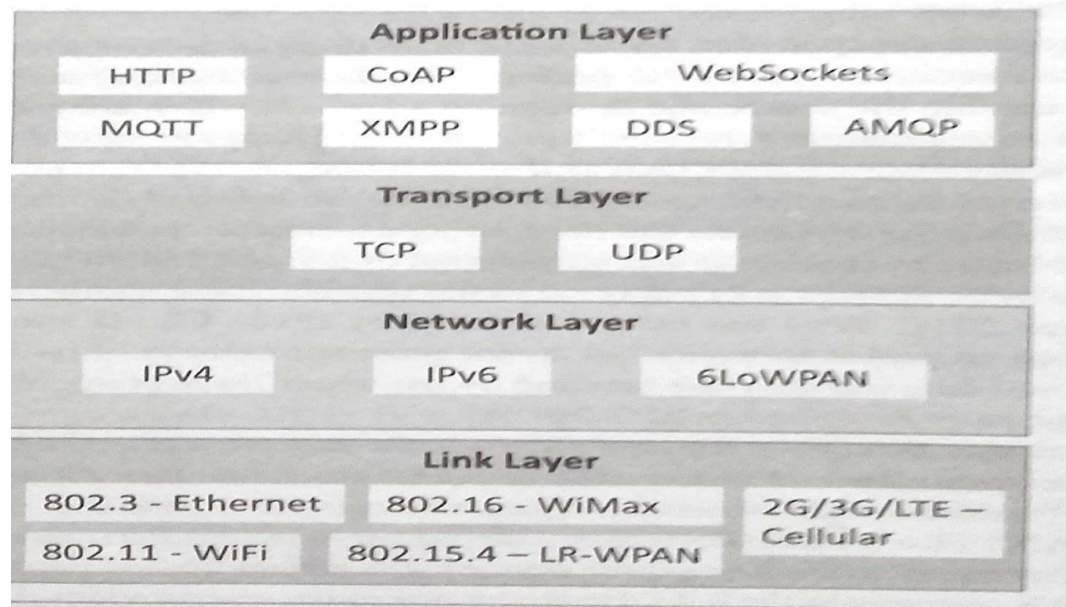 Application Layer
HTTP CoAP WebSockets
MQTT XMPP DDS AMQP
Transport Layer
TCP UDP
Network Layer
IPv4 IPv6 6LoWPAN
Link Layer
802.3 - Ethernet 802.16 - WiMax 2G/3G/LTE –
802.11 - WiFi 802.15.4 – LR-WPAN Cellular